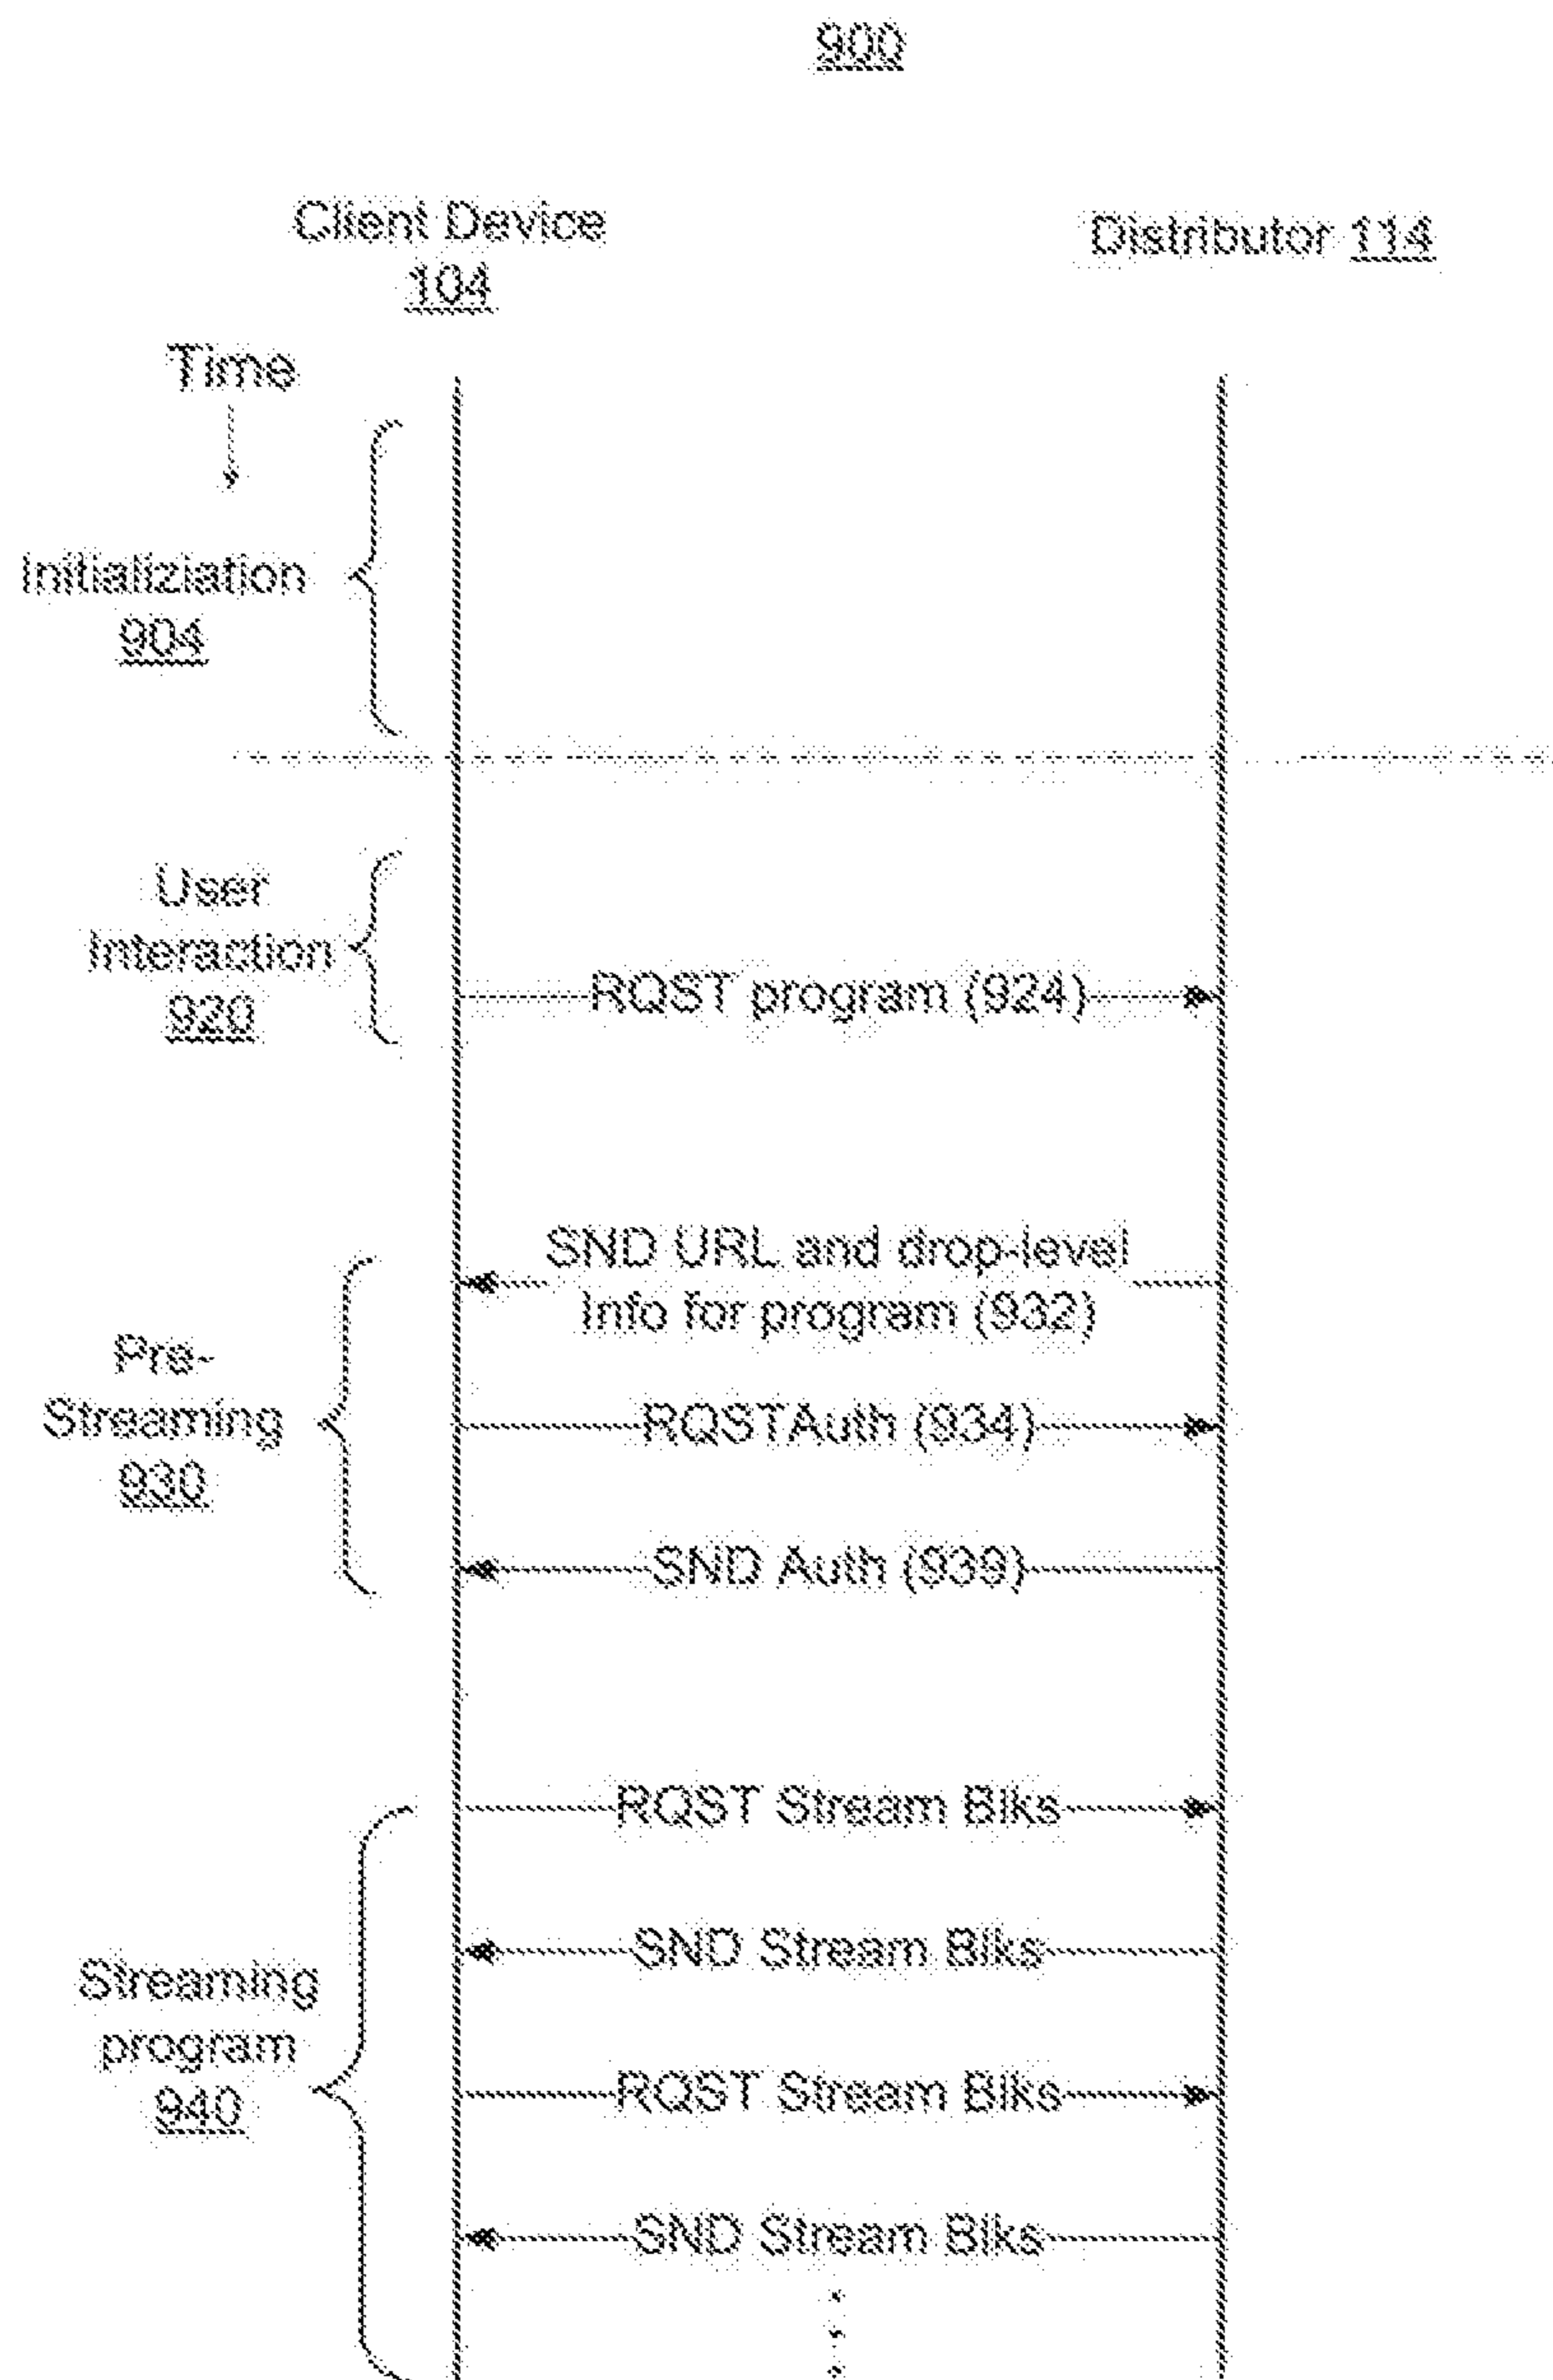 900
Client Device
104
Distributor 114
Time
Initializiation
904
User
Interaction
920
RQST program (924)
SND URL and drop-level
Info for program (932)
Pre-
Streaming
930
RQSTAuth (934)
SND Auth (939)
RQST Stream Blks
SND Stream Blks
Streaming
program
940
RQST Stream Blks
SND Stream Blks